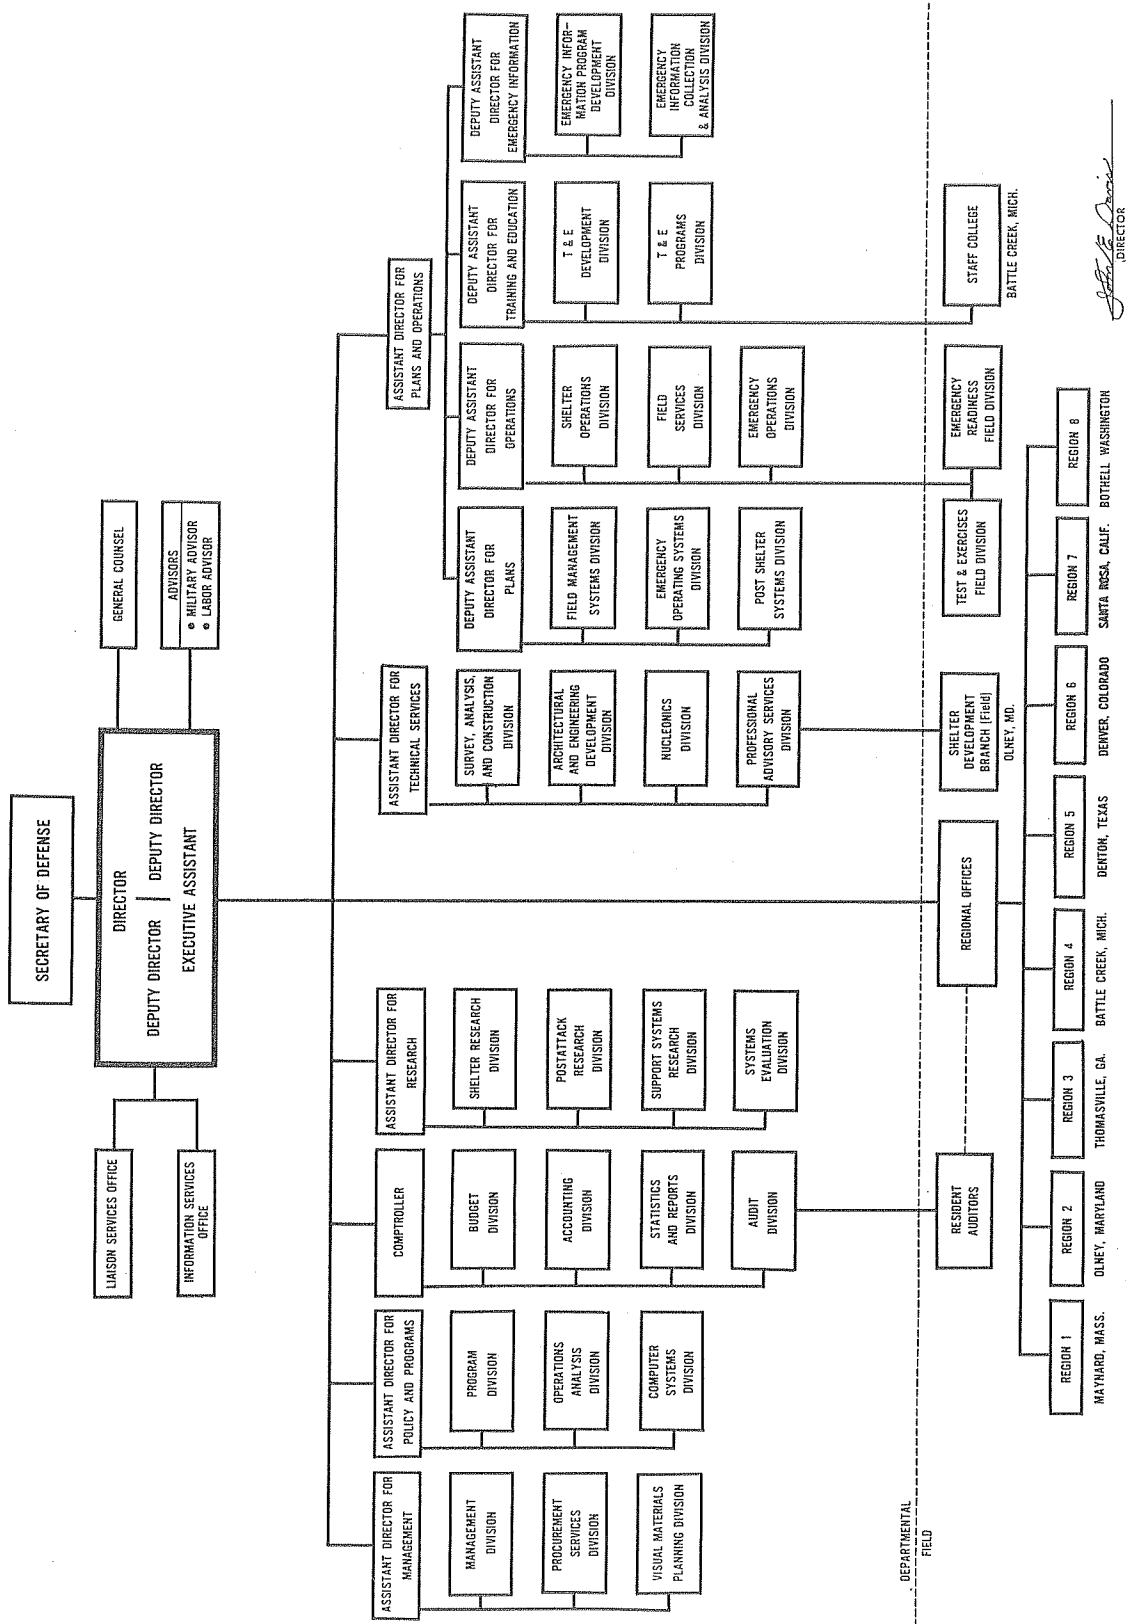 SECRETARY OF DEFENSE
DIRECTOR
DEPUTY DIRECTOR
DEPUTY DIRECTOR
EXECUTIVE ASSISTANT
LIAISON SERVICES OFFICE
INFORMATION SERVICES
OFFICE
GENERAL COUNSEL
ADVISORS
● MILITARY ADVISOR
● LABOR ADVISOR
ASSISTANT DIRECTOR FOR
MANAGEMENT
MANAGEMENT
DIVISION
PROCUREMENT
SERVICES
DIVISION
VISUAL MATERIALS
PLANNING DIVISION
ASSISTANT DIRECTOR FOR
POLICY AND PROGRAMS
PROGRAM
DIVISION
OPERATIONS
ANALYSIS
DIVISION
COMPUTER
SYSTEMS
DIVISION
COMPTROLLER
BUDGET
DIVISION
ACCOUNTING
DIVISION
STATISTICS
AND REPORTS
DIVISION
AUDIT
DIVISION
ASSISTANT DIRECTOR FOR
RESEARCH
SHELTER RESEARCH
DIVISION
POSTATTACK
RESEARCH
DIVISION
SUPPORT SYSTEMS
RESEARCH
DIVISION
SYSTEMS
EVALUATION
DIVISION
ASSISTANT DIRECTOR FOR
TECHNICAL SERVICES
SURVEY, ANALYSIS,
AND CONSTRUCTION
DIVISION
ARCHITECTURAL
AND ENGINEERING
DEVELOPMENT
DIVISION
NUCLEONICS
DIVISION
PROFESSIONAL
ADVISORY SERVICES
DIVISION
ASSISTANT DIRECTOR FOR
PLANS AND OPERATIONS
DEPUTY ASSISTANT
DIRECTOR FOR
PLANS
FIELD MANAGEMENT
SYSTEMS DIVISION
EMERGENCY
OPERATING SYSTEMS
DIVISION
POST SHELTER
SYSTEMS DIVISION
DEPUTY ASSISTANT
DIRECTOR FOR
OPERATIONS
SHELTER
OPERATIONS
DIVISION
FIELD
SERVICES
DIVISION
EMERGENCY
OPERATIONS
DIVISION
DEPUTY ASSISTANT
DIRECTOR FOR
TRAINING AND EDUCATION
T & E
DEVELOPMENT
DIVISION
T & E
PROGRAMS
DIVISION
DEPUTY ASSISTANT
DIRECTOR FOR
EMERGENCY INFORMATION
EMERGENCY INFOR-
MATION PROGRAM
DEVELOPMENT
DIVISION
EMERGENCY
INFORMATION
COLLECTION
& ANALYSIS DIVISION
DEPARTMENTAL
FIELD
RESIDENT
AUDITORS
REGIONAL OFFICES
SHELTER
DEVELOPMENT
BRANCH (Field)
OLNEY, MD.
TEST & EXERCISES
FIELD DIVISION
EMERGENCY
READINESS
FIELD DIVISION
STAFF COLLEGE
BATTLE CREEK, MICH.
REGION 1
MAYNARD, MASS.
REGION 2
OLNEY, MARYLAND
REGION 3
THOMASVILLE, GA.
REGION 4
BATTLE CREEK, MICH.
REGION 5
DENTON, TEXAS
REGION 6
DENVER, COLORADO
REGION 7
SANTA ROSA, CALIF.
REGION 8
BOTHELL WASHINGTON
John E. Davis
DIRECTOR